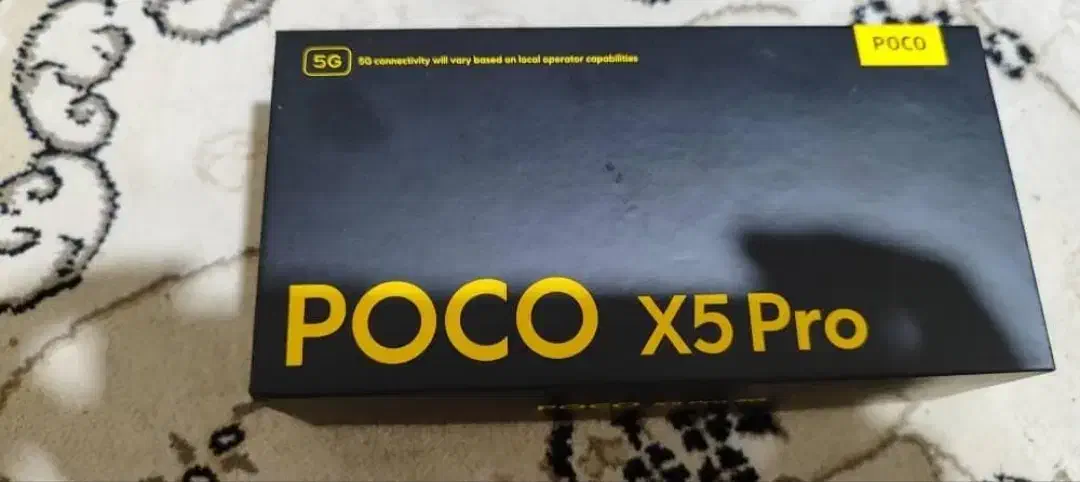 5G 5G connectivity will vary based on local operator capabilities
POCO
POCO X5 Pro